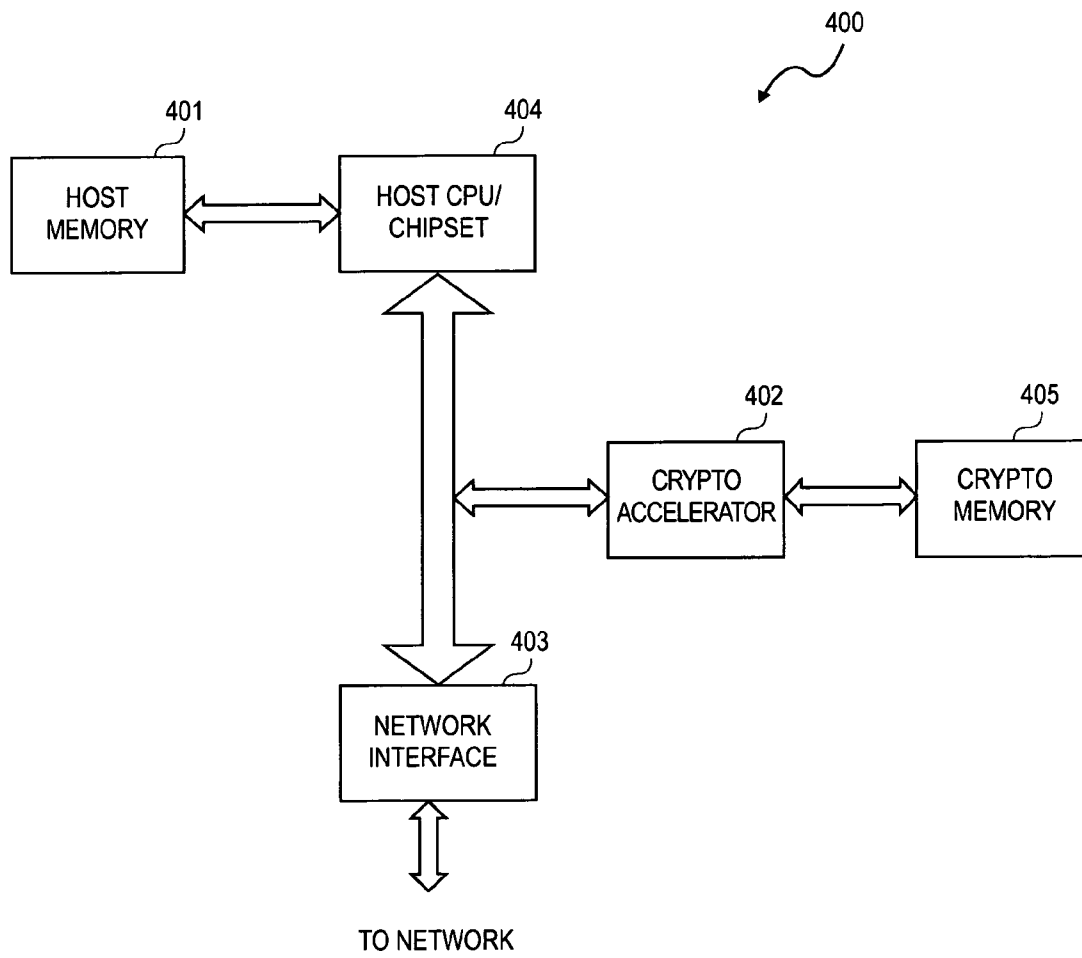 400
401
404
HOST
MEMORY
HOST CPU/
CHIPSET
402
405
CRYPTO
ACCELERATOR
CRYPTO
MEMORY
403
NETWORK
INTERFACE
TO NETWORK